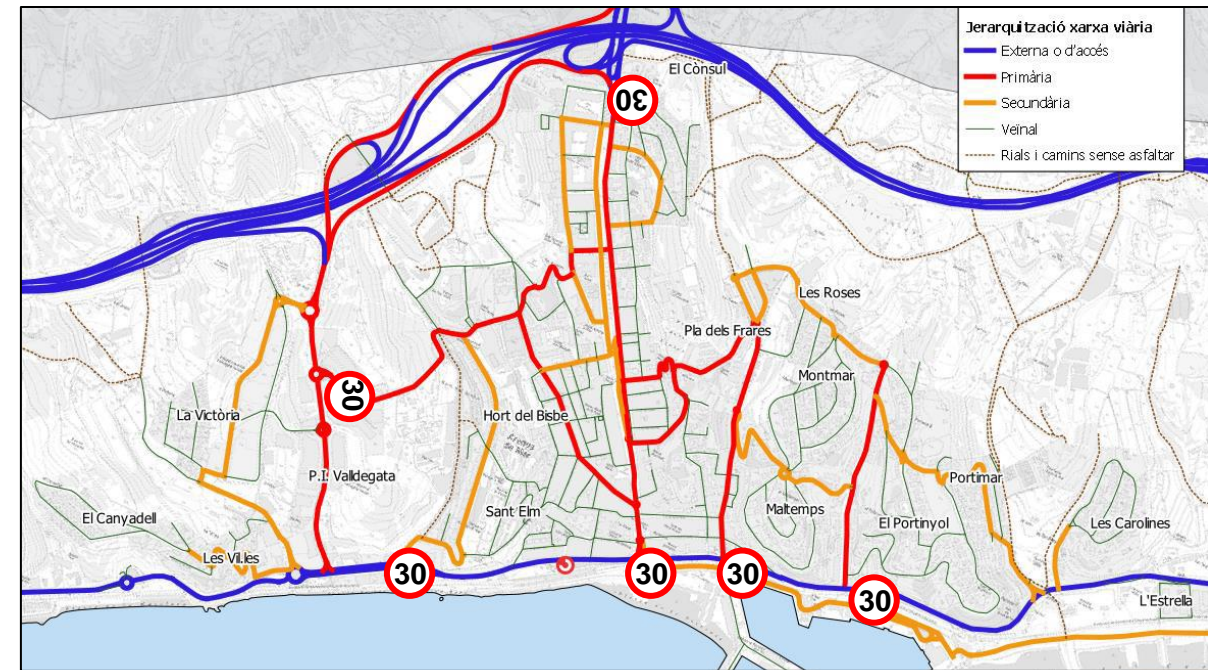 Jerarquització xarxa viària
Externa o d'accés
Primària
Secundària
Veïnal
Rials i camins sense asfaltar
El Cònsul
30
Les Roses
Pla dels Frares
Montmar
30
La Victòria
Hort del Bisbe
P.I. Valldegata
Portimar
Sant Elm
Maltemps
El Portinyol
El Canyadell
Les Carolines
Les Vil.les
30
30
30
30
L'Estrella